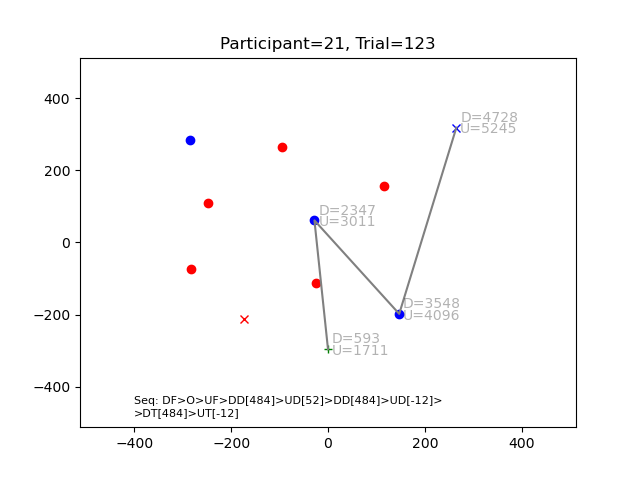 Participant=21, Trial=123
400
200
0
−200
−400
−400
−200
0
200
400
D=4728
U=5245
D=2347
U=3011
D=3548
U=4096
D=593
U=1711
Seq: DF>O>UF>DD[484]>UD[52]>DD[484]>UD[-12]>
>DT[484]>UT[-12]